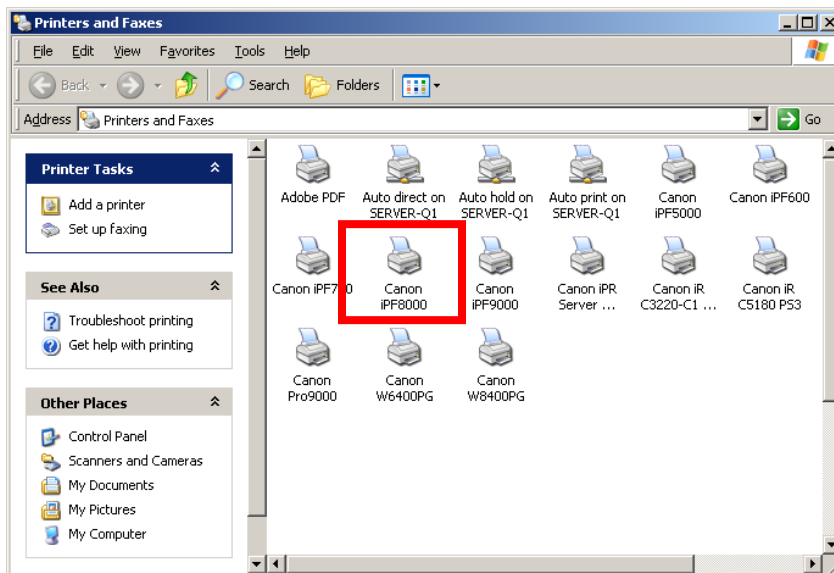 Printers and Faxes
File Edit View Favorites Tools Help
Back Search Folders
Address Printers and Faxes Go
Printer Tasks
Add a printer
Set up faxing
See Also
Troubleshoot printing
Get help with printing
Other Places
Control Panel
Scanners and Cameras
My Documents
My Pictures
My Computer
Adobe PDF
Auto direct on
SERVER-Q1
Auto hold on
SERVER-Q1
Auto print on
SERVER-Q1
Canon
iPF5000
Canon iPF600
Canon iPF7 0
Canon
iPF8000
Canon
iPF9000
Canon iPR
Server ...
Canon iR
C3220-C1 ...
Canon iR
C5180 PS3
Canon
Pro9000
Canon
W6400PG
Canon
W8400PG